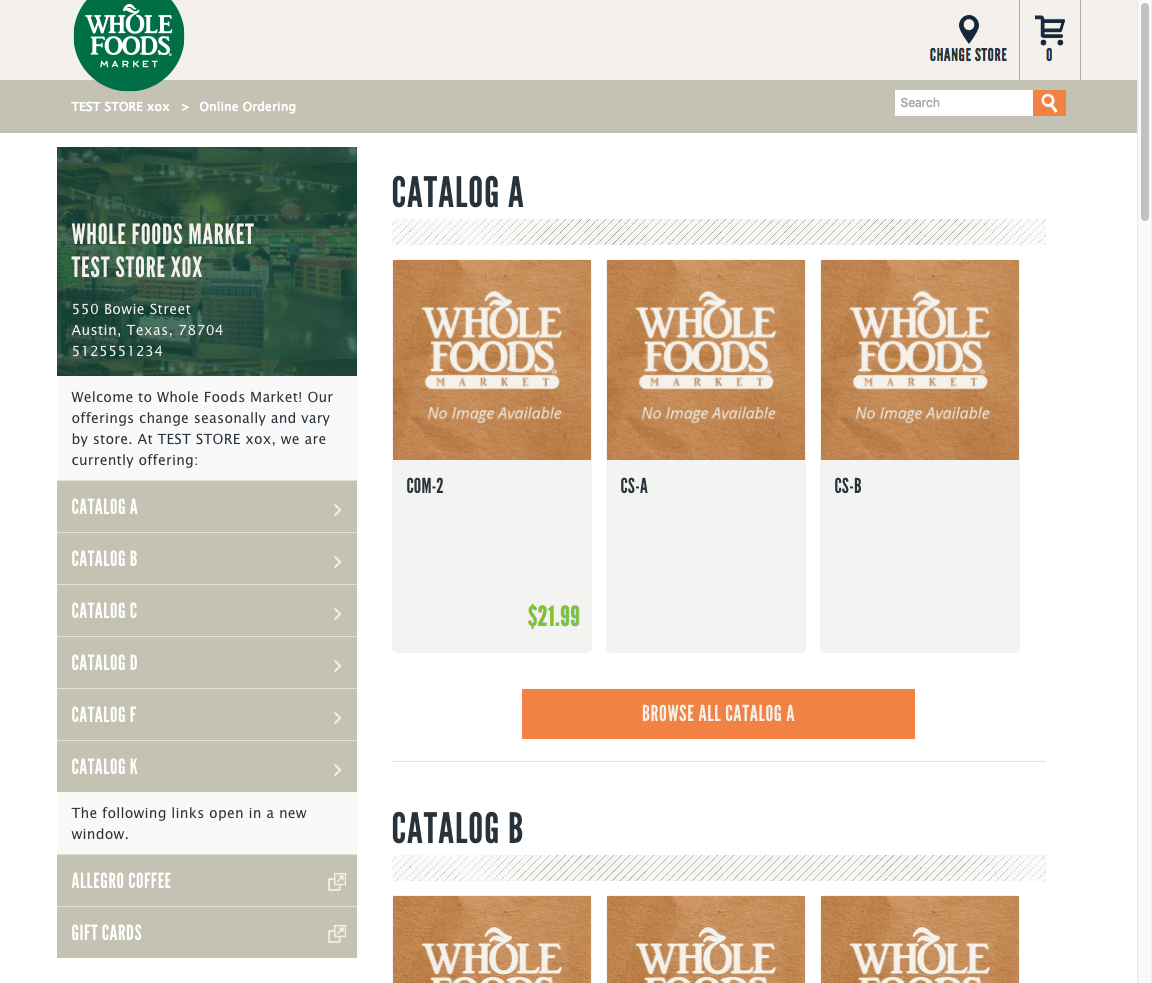 WHOLE
FOODS
MARKET
CHANGE STORE
0
TEST STORE xox > Online Ordering
Search
WHOLE FOODS MARKET
TEST STORE XOX
550 Bowie Street
Austin, Texas, 78704
5125551234
Welcome to Whole Foods Market! Our
offerings change seasonally and vary
by store. At TEST STORE xox, we are
currently offering:
CATALOG A
CATALOG B
CATALOG C
CATALOG D
CATALOG F
CATALOG K
The following links open in a new
window.
ALLEGRO COFFEE
GIFT CARDS
CATALOG A
WHOLE
FOODS®
MARKET
No Image Available
COM-2
$21.99
WHOLE
FOODS®
MARKET
No Image Available
CS-A
WHOLE
FOODS®
MARKET
No Image Available
CS-B
BROWSE ALL CATALOG A
CATALOG B
WHOLE
FOODS
WHOLE
FOODS
WHOLE
FOODS